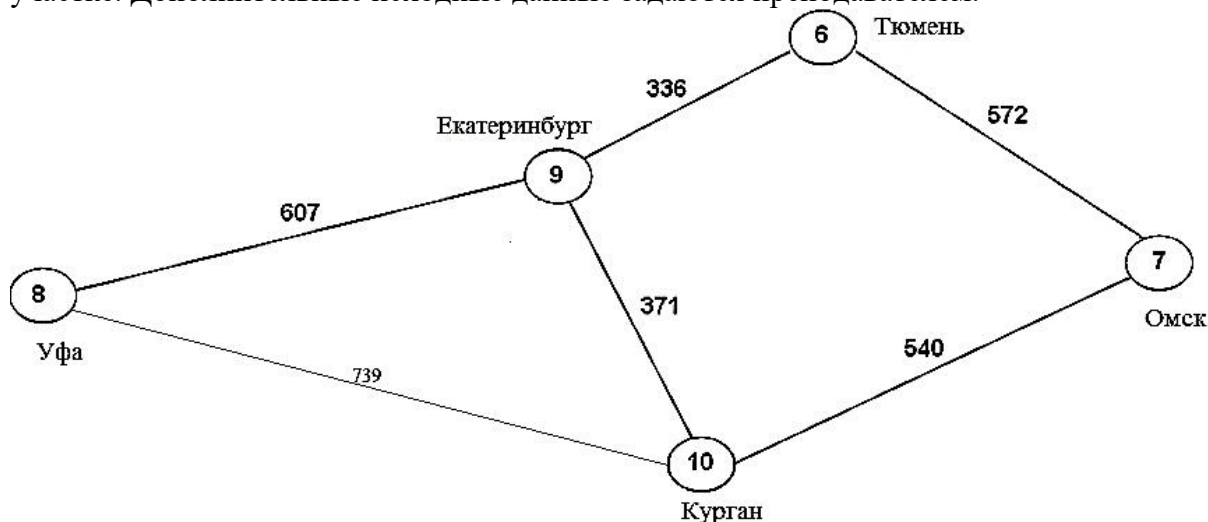 6
Тюмень
336
572
Екатеринбург
9
607
7
8
371
Омск
Уфа
540
739
10
Курган